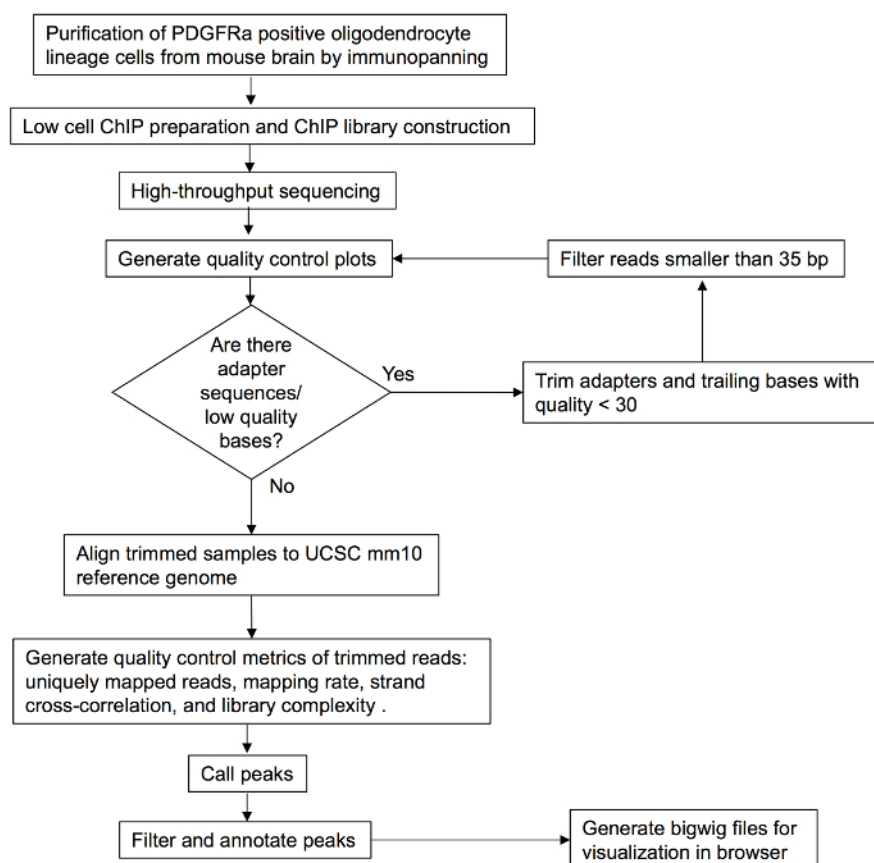 Purification of PDGFRa positive oligodendrocyte
lineage cells from mouse brain by immunopanning
Low cell ChIP preparation and ChIP library construction
High-throughput sequencing
Generate quality control plots
Filter reads smaller than 35 bp
Are there
adapter
sequences/
low quality
bases?
Yes
Trim adapters and trailing bases with
quality < 30
No
Align trimmed samples to UCSC mm10
reference genome
Generate quality control metrics of trimmed reads:
uniquely mapped reads, mapping rate, strand
cross-correlation, and library complexity .
Call peaks
Filter and annotate peaks
Generate bigwig files for
visualization in browser